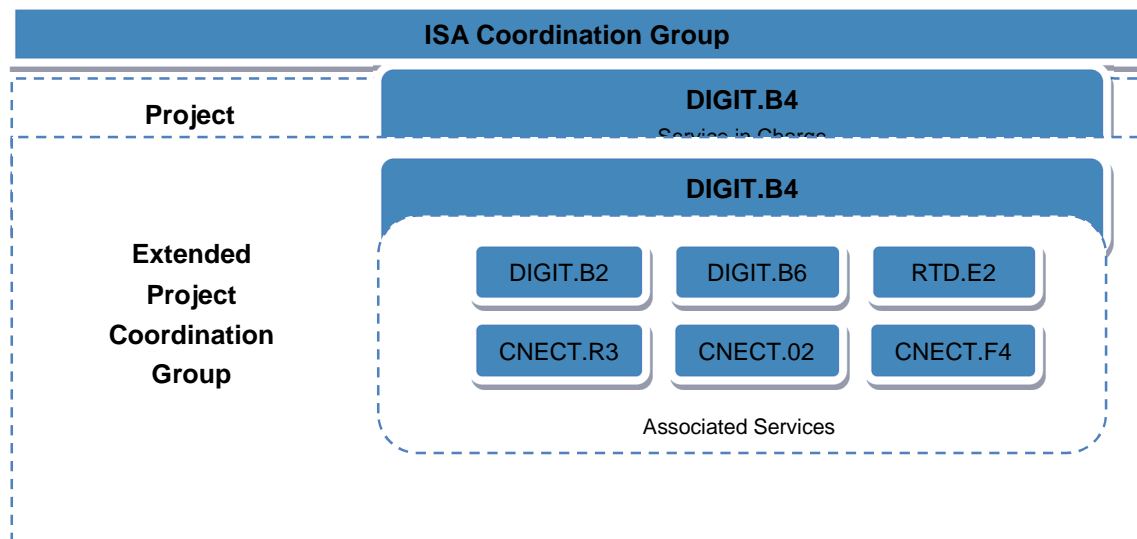 ISA Coordination Group
Project
DIGIT.B4
Service in Charge
DIGIT.B4
Extended
Project
Coordination
Group
DIGIT.B2
DIGIT.B6
RTD.E2
CNECT.R3
CNECT.02
CNECT.F4
Associated Services